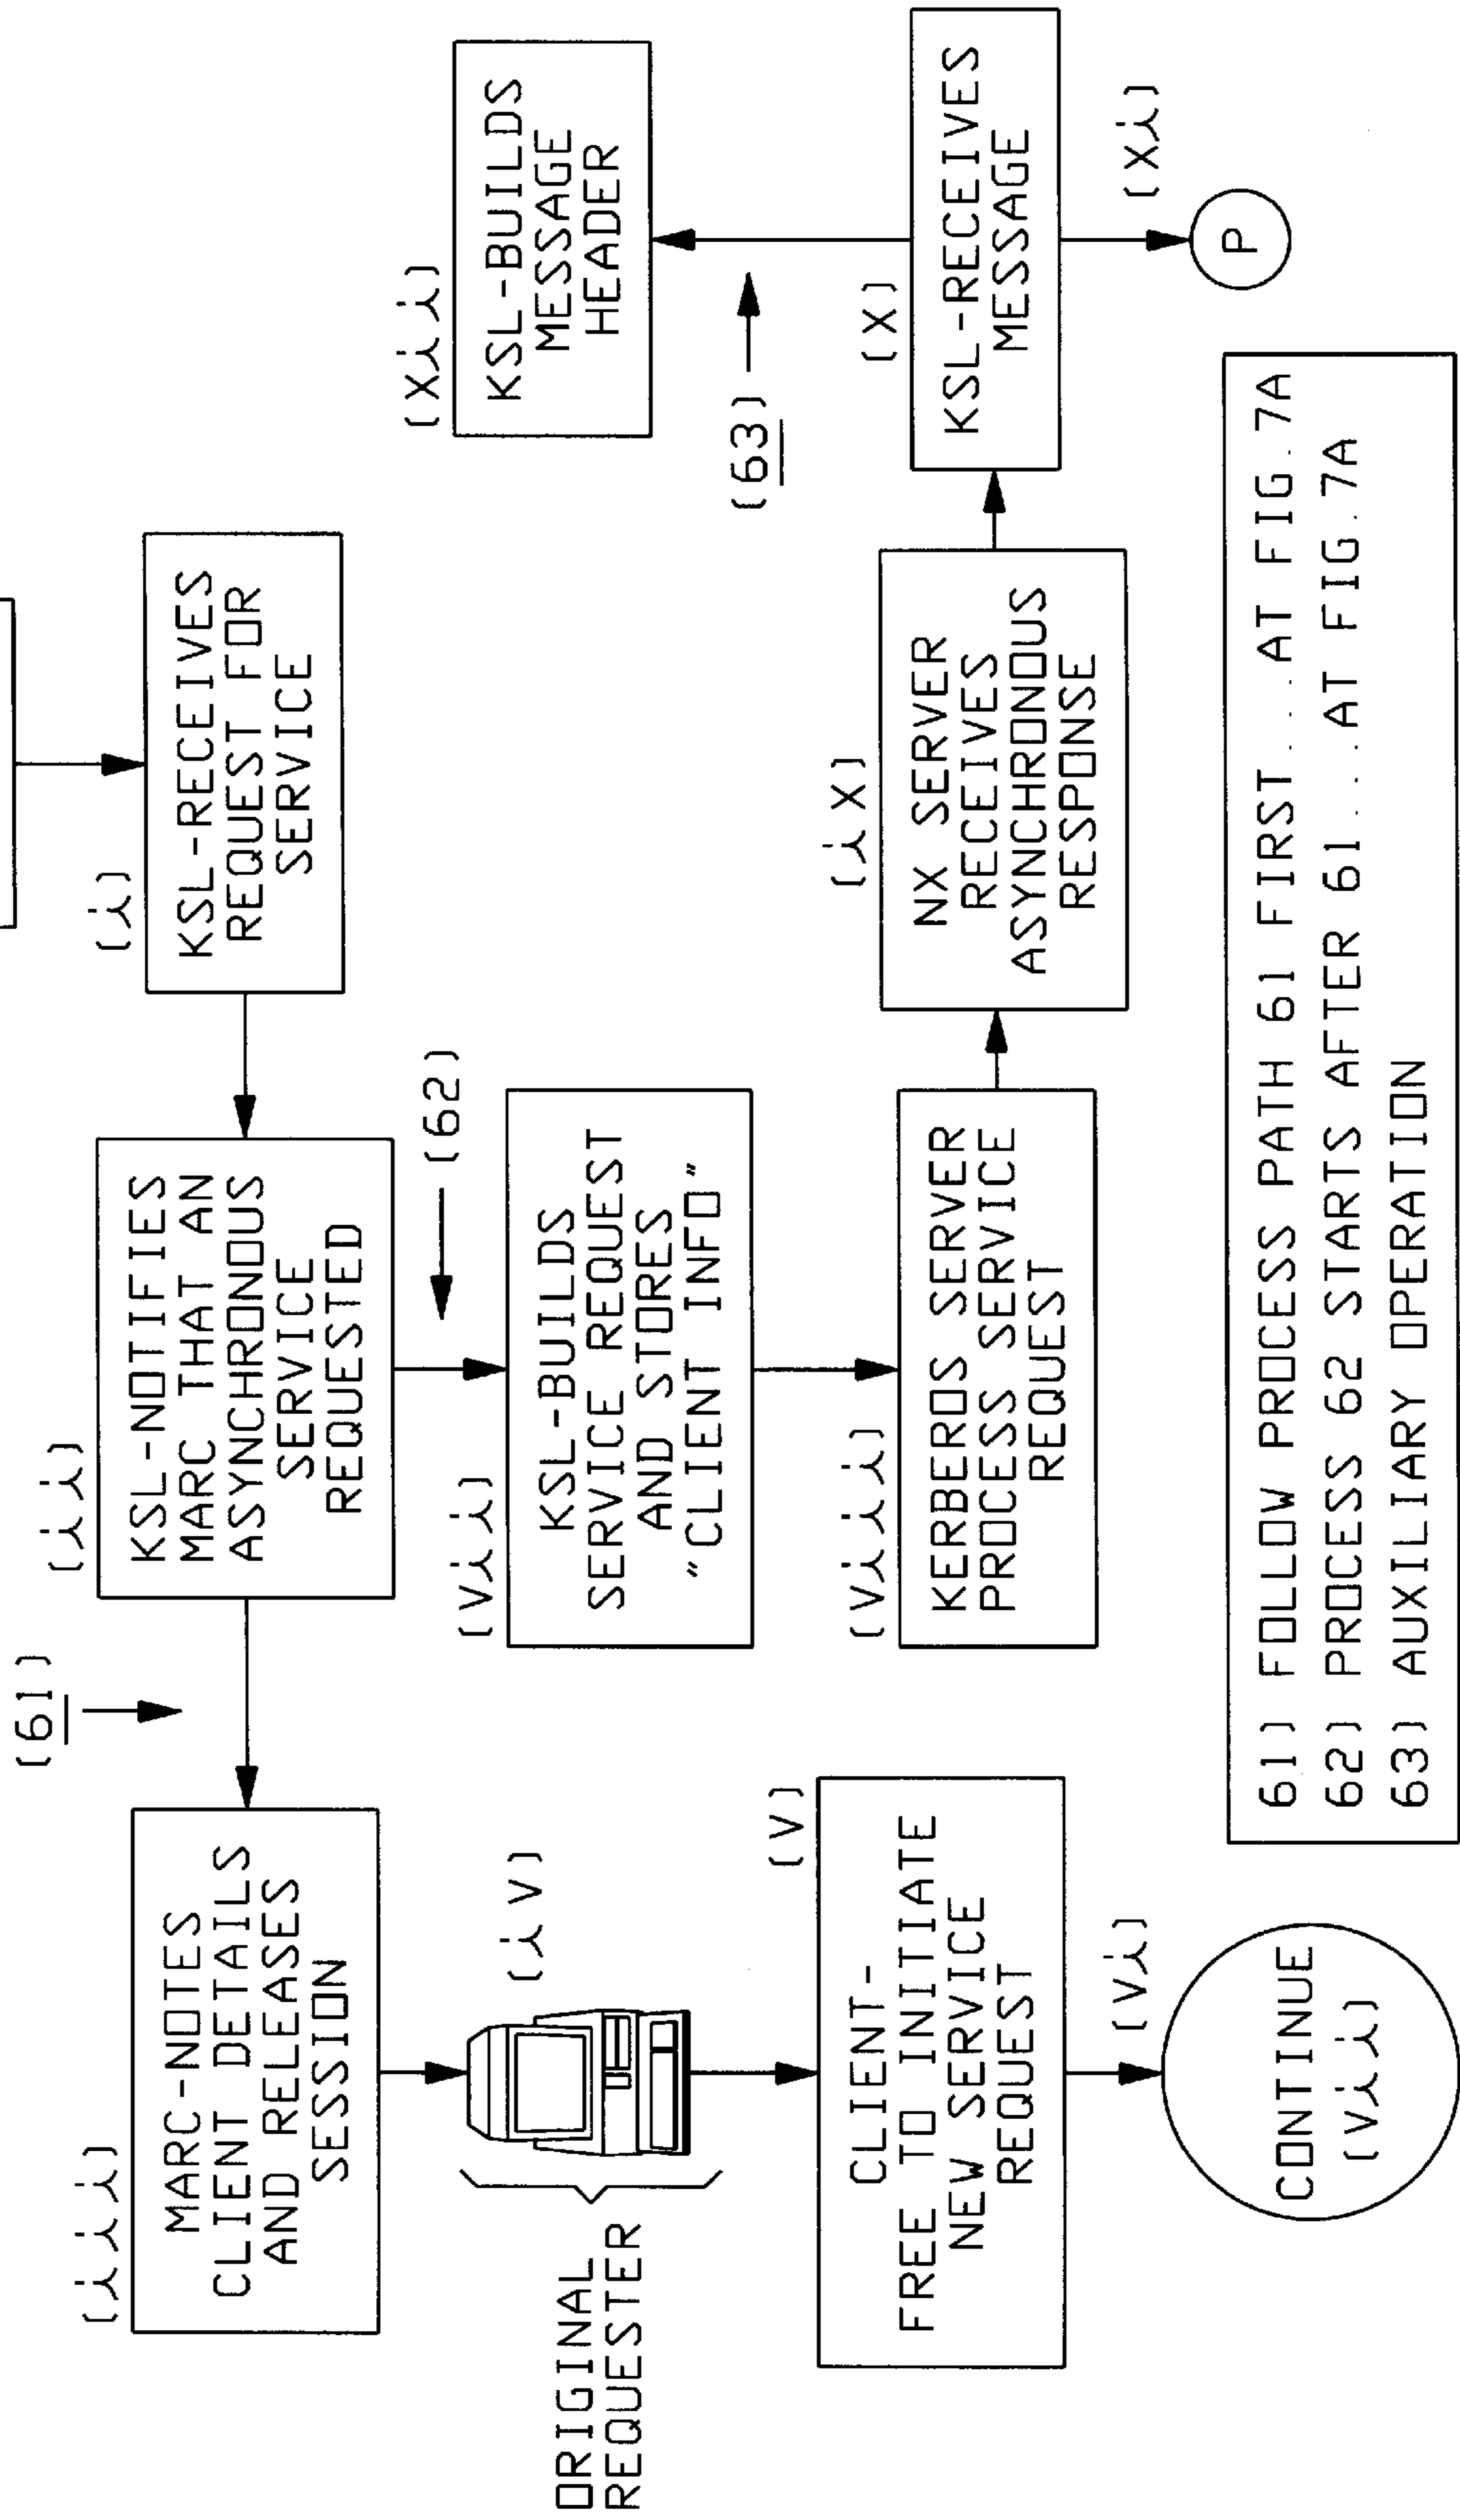 (61)
(iii)
MARC-NOTES
CLIENT DETAILS
AND RELEASES
SESSION
(ii)
KSL-NOTIFIES
MARC THAT AN
ASYNCHRONOUS
SERVICE
REQUESTED
(i)
KSL-RECEIVES
REQUEST FOR
SERVICE
(62)
(xii)
KSL-BUILDS
MESSAGE
HEADER
ORIGINAL
REQUESTER
(iv)
(vii)
KSL-BUILDS
SERVICE REQUEST
AND STORES
"CLIENT INFO"
(63)
(v)
CLIENT-
FREE TO INITIATE
NEW SERVICE
REQUEST
(viii)
KERBEROS SERVER
PROCESS SERVICE
REQUEST
(ix)
NX SERVER
RECEIVES
ASYNCHRONOUS
RESPONSE
(x)
KSL-RECEIVES
MESSAGE
(vi)
CONTINUE
(vii)
(xi)
P
61) FOLLOW PROCESS PATH 61 FIRST...AT FIG.7A
62) PROCESS 62 STARTS AFTER 61...AT FIG.7A
63) AUXILIARY OPERATION